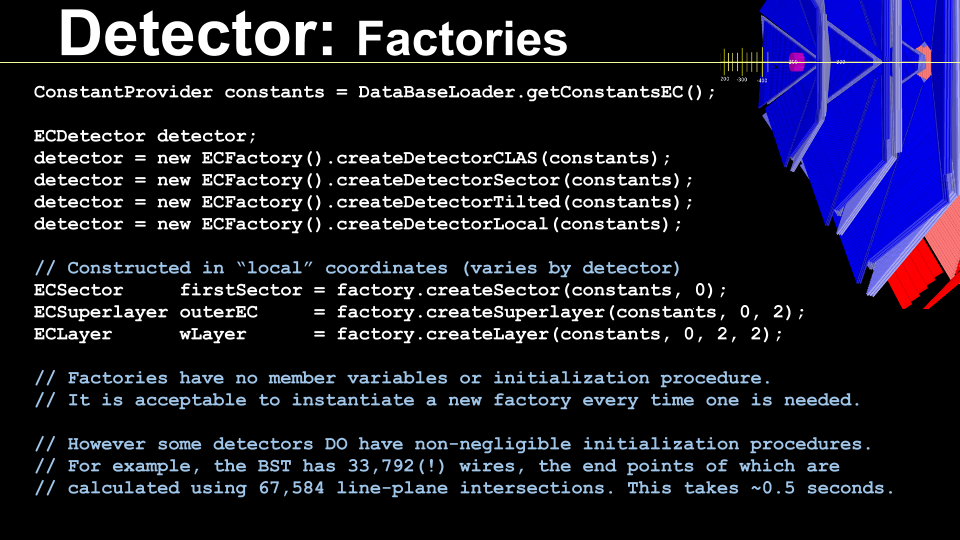 Detector: Factories
ConstantProvider constants = DataBaseLoader.getConstantsEC();
ECDetector detector;
detector = new ECFactory().createDetectorCLAS(constants);
detector = new ECFactory().createDetectorSector(constants);
detector = new ECFactory().createDetectorTilted(constants);
detector = new ECFactory().createDetectorLocal(constants);
// Constructed in “local” coordinates (varies by detector)
ECSector     firstSector = factory.createSector(constants, 0);
ECSuperlayer outerEC     = factory.createSuperlayer(constants, 0, 2);
ECLayer      wLayer      = factory.createLayer(constants, 0, 2, 2);
// Factories have no member variables or initialization procedure.
// It is acceptable to instantiate a new factory every time one is needed.
// However some detectors DO have non-negligible initialization procedures.
// For example, the BST has 33,792(!) wires, the end points of which are
// calculated using 67,584 line-plane intersections. This takes ~0.5 seconds.